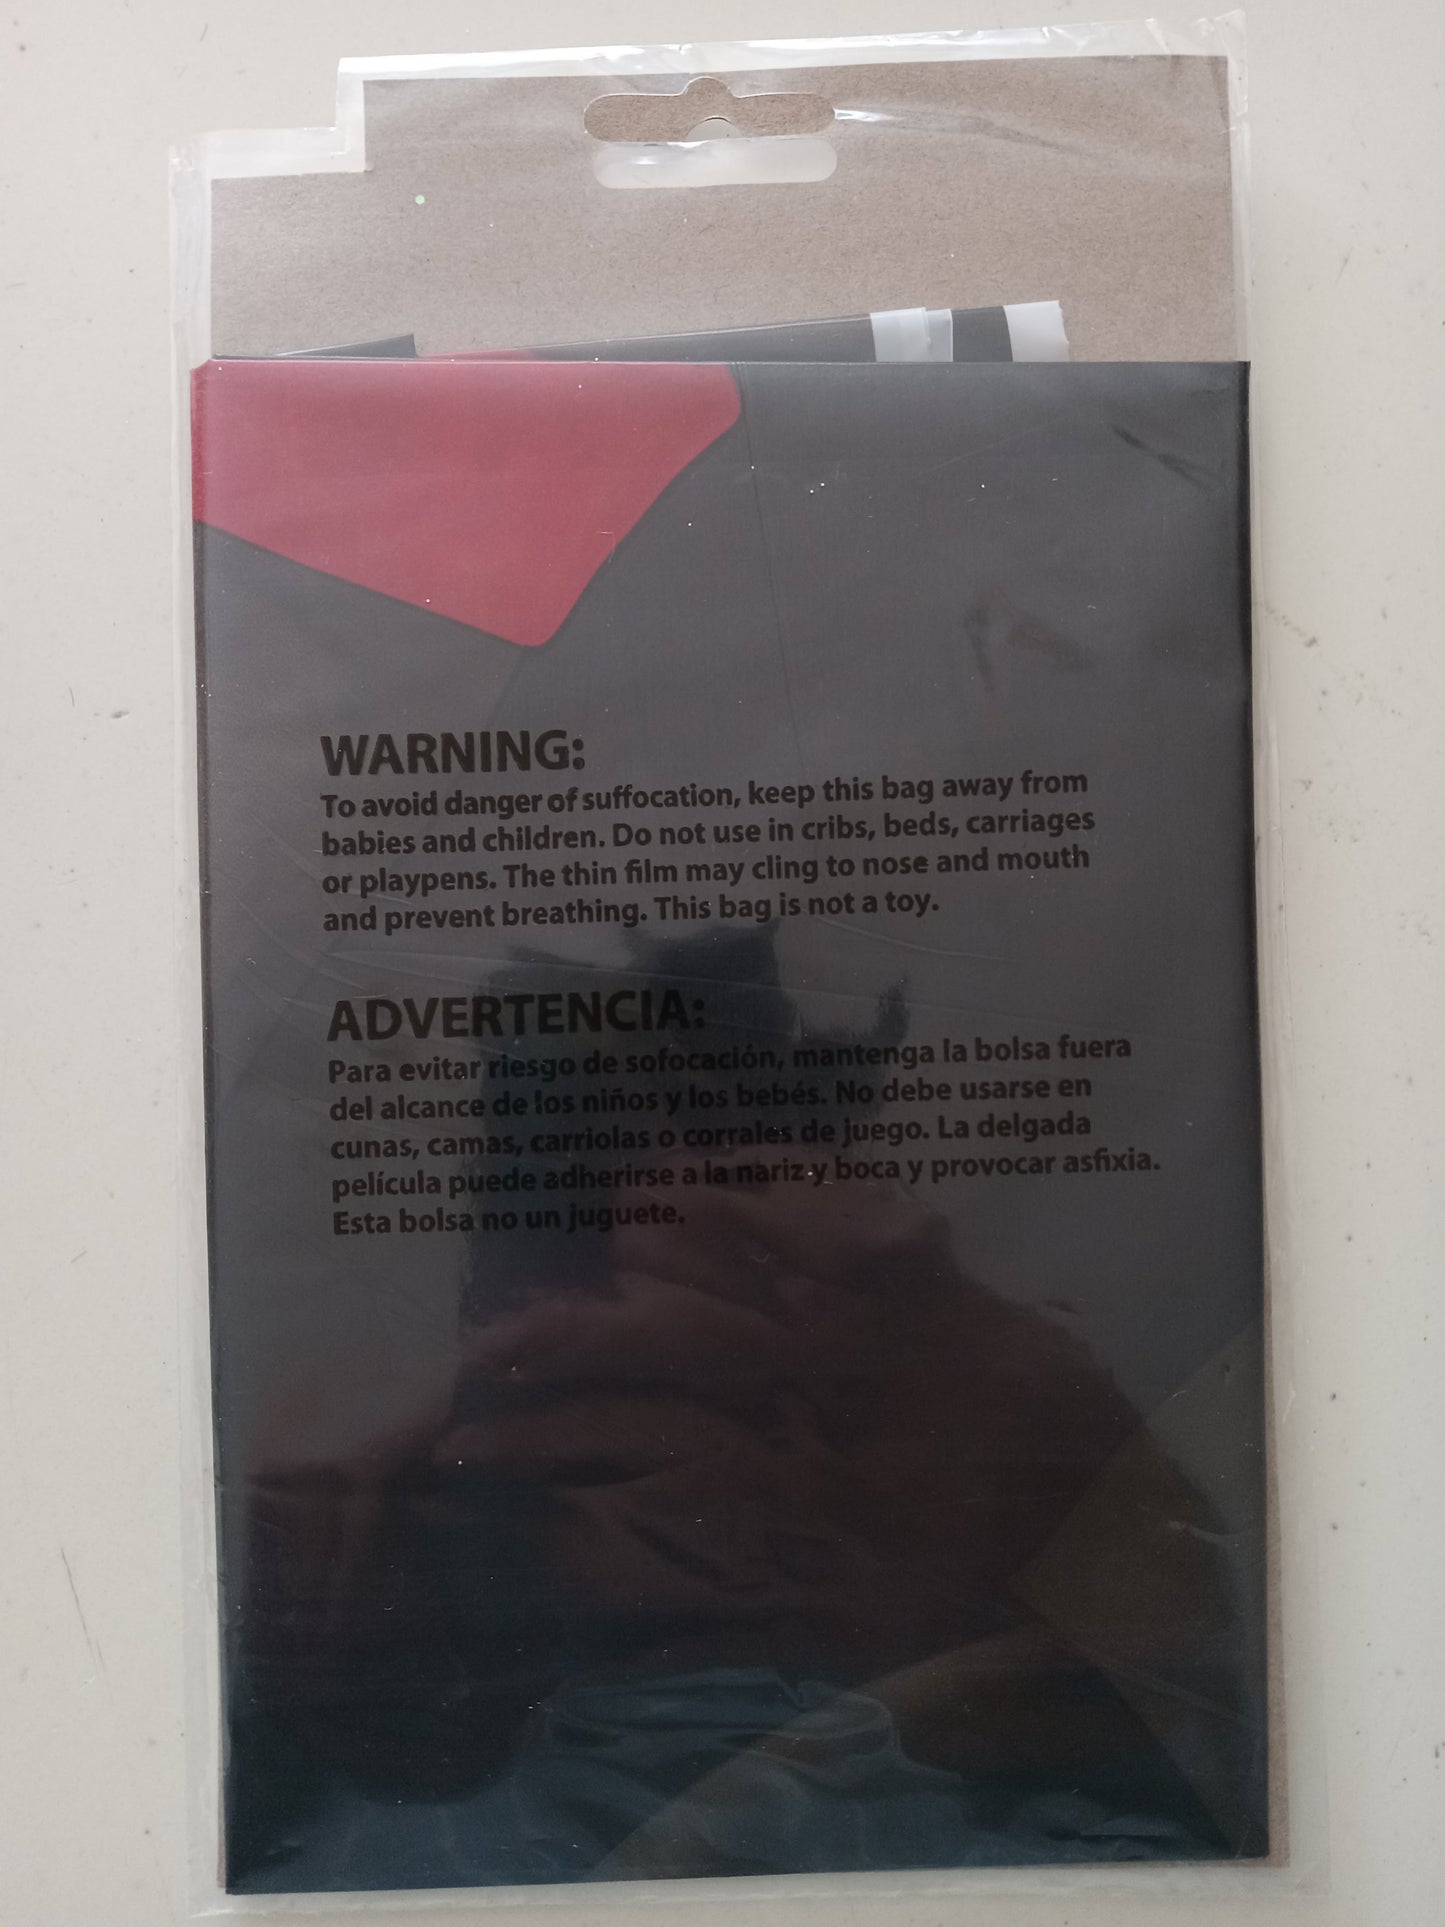 WARNING:
To avoid danger of suffocation, keep this bag away from
babies and children. Do not use in cribs, beds, carriages
or playpens. The thin film may cling to nose and mouth
and prevent breathing. This bag is not a toy.
ADVERTENCIA:
Para evitar riesgo de sofocación, mantenga la bolsa fuera
del alcance de los niños y los bebés. No debe usarse en
cunas, camas, carriolas o corrales de juego. La delgada
película puede adherirse a la nariz y boca y provocar asfixia.
Esta bolsa no un juguete.